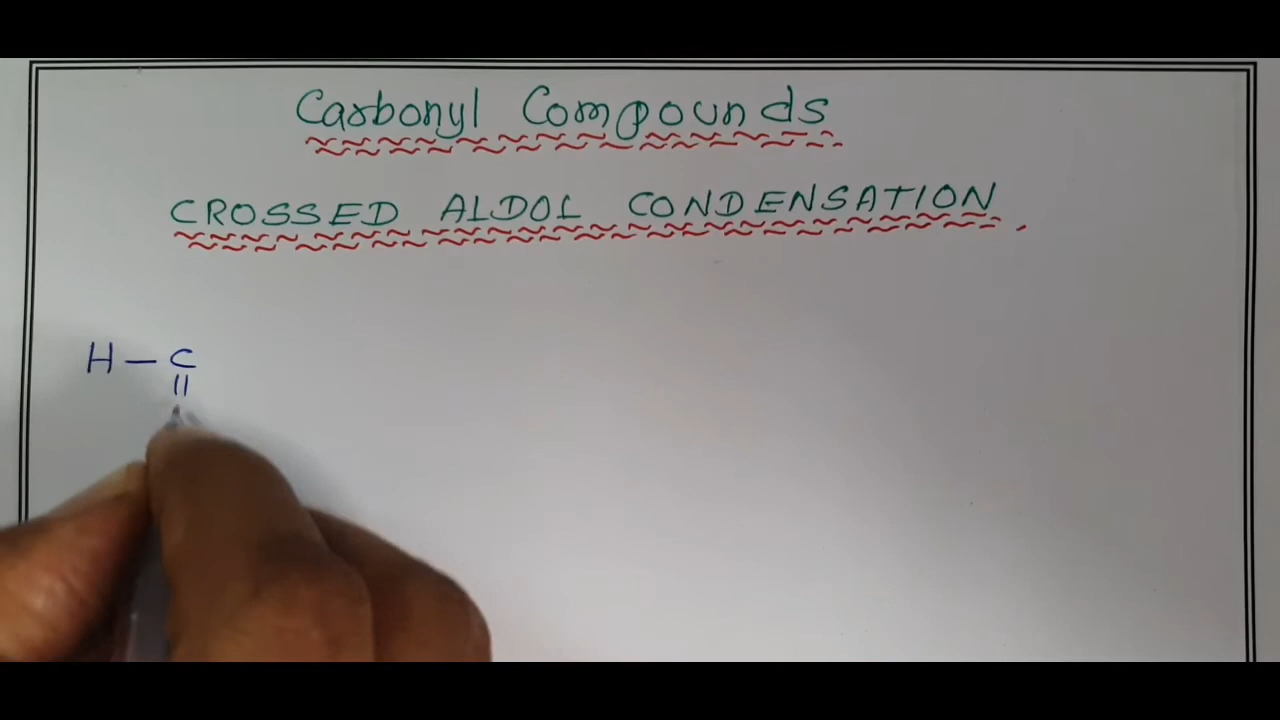 Carbonyl Compounds
CROSSED ALDOL CONDENSATION.
H — C
||